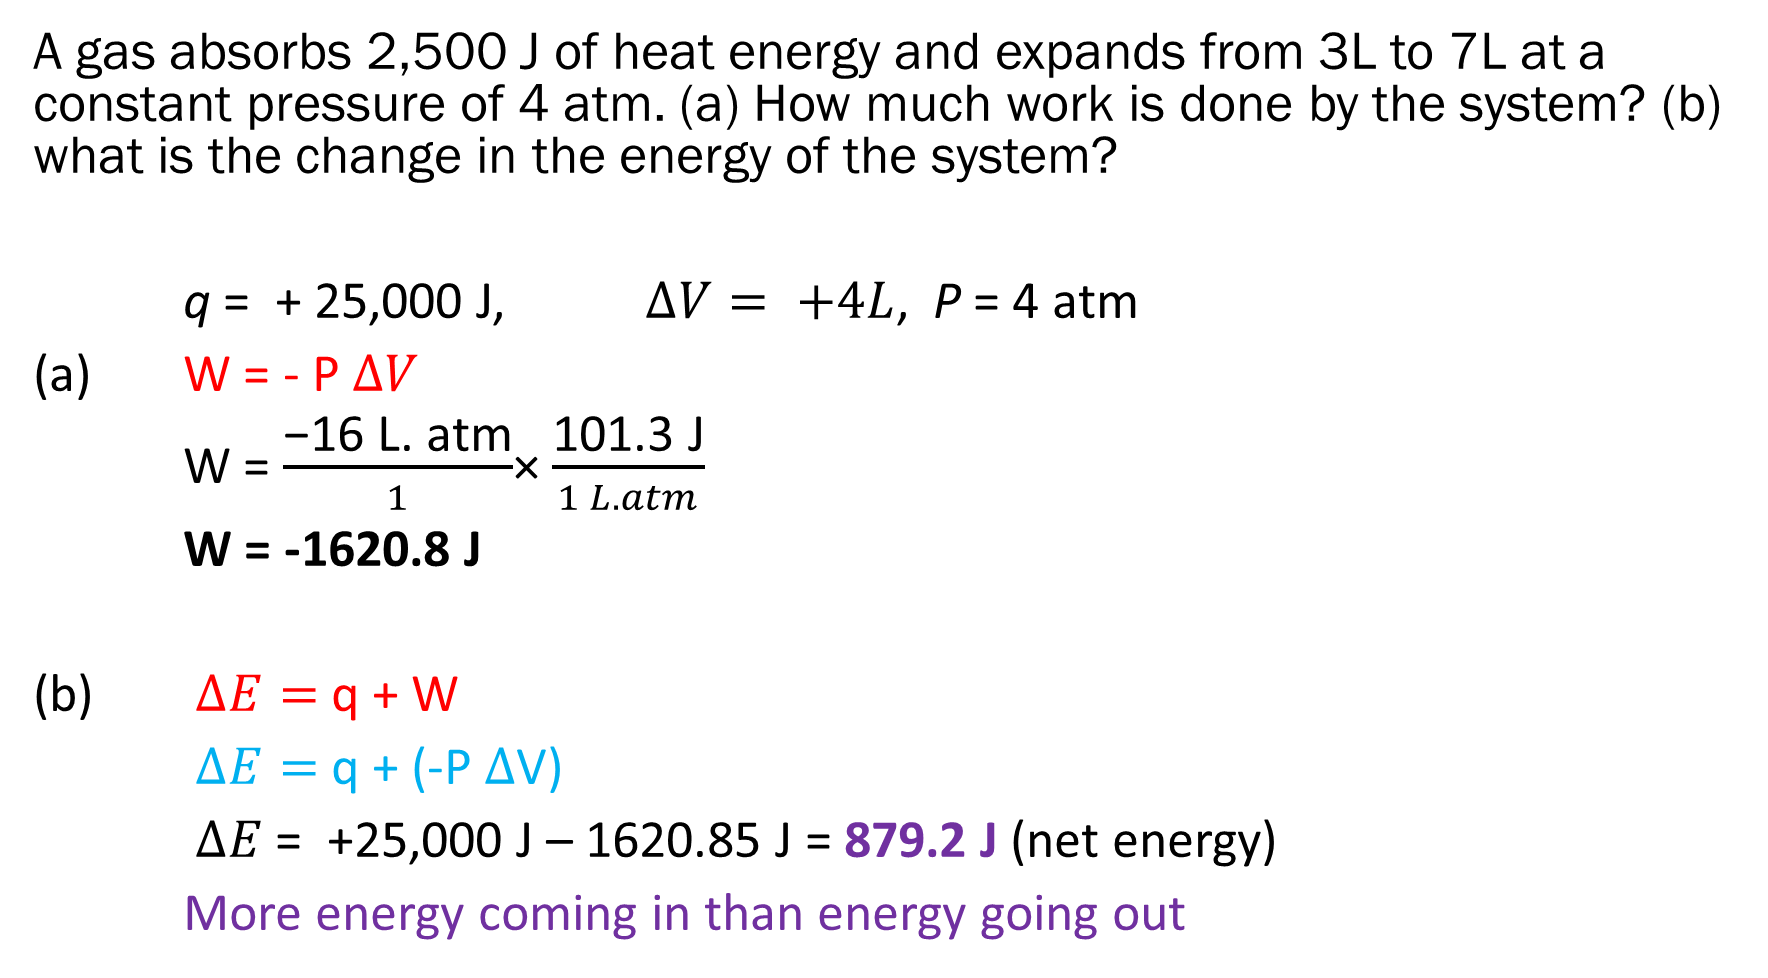 A gas absorbs 2,500 J of heat energy and expands from 3L to 7L at a
constant pressure of 4 atm. (a) How much work is done by the system? (b)
what is the change in the energy of the system?
q = + 25,000 J, ΔV = +4L, P = 4 atm
(a) W = - P ΔV
W = −16 L. atm / 1 × 101.3 J / 1 L.atm
W = -1620.8 J
(b) ΔE = q + W
ΔE = q + (-P ΔV)
ΔE = +25,000 J – 1620.85 J = 879.2 J (net energy)
More energy coming in than energy going out